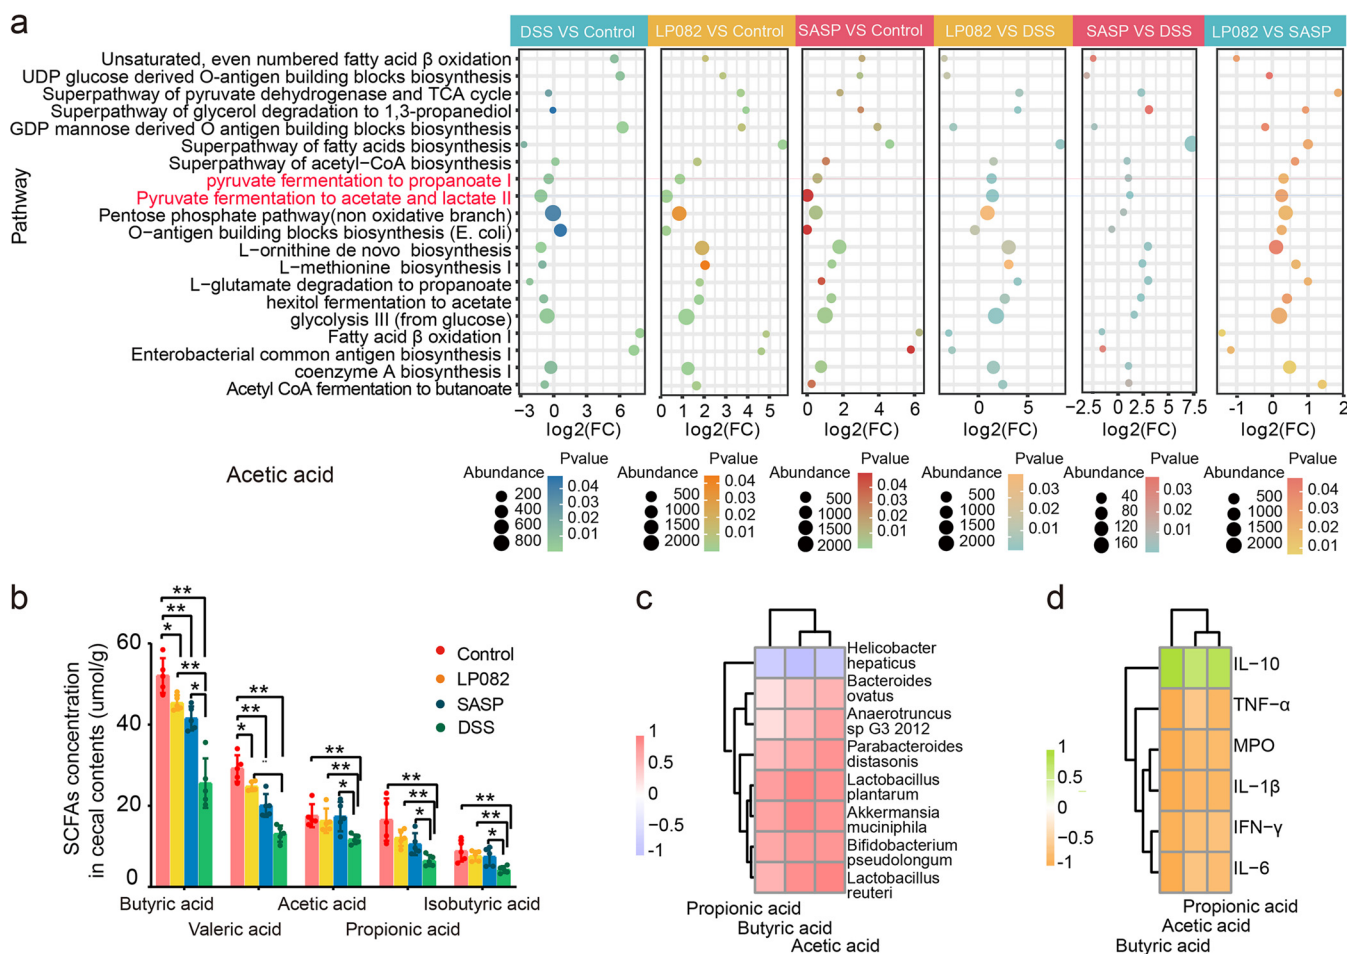 a
DSS VS Control
LP082 VS Control
SASP VS Control
LP082 VS DSS
SASP VS DSS
LP082 VS SASP
Pathway
Unsaturated, even numbered fatty acid β oxidation
UDP glucose derived O-antigen building blocks biosynthesis
Superpathway of pyruvate dehydrogenase and TCA cycle
Superpathway of glycerol degradation to 1,3-propanediol
GDP mannose derived O antigen building blocks biosynthesis
Superpathway of fatty acids biosynthesis
Superpathway of acetyl−CoA biosynthesis
pyruvate fermentation to propanoate I
Pyruvate fermentation to acetate and lactate II
Pentose phosphate pathway(non oxidative branch)
O-antigen building blocks biosynthesis (E. coli)
L−ornithine de novo biosynthesis
L−methionine biosynthesis I
L−glutamate degradation to propanoate
hexitol fermentation to acetate
glycolysis III (from glucose)
Fatty acid β oxidation I
Enterobacterial common antigen biosynthesis I
coenzyme A biosynthesis I
Acetyl CoA fermentation to butanoate
−3 0 3 6
0 1 2 3 4 5
0 2 4 6
0 5
−2.5 0 2.5 5 7.5
−1 0 1 2
log2(FC)
log2(FC)
log2(FC)
log2(FC)
log2(FC)
log2(FC)
Acetic acid
Abundance
200
400
600
800
Pvalue
0.04
0.03
0.02
0.01
Abundance
500
1000
1500
2000
Pvalue
0.04
0.03
0.02
0.01
Abundance
500
1000
1500
2000
Pvalue
0.04
0.03
0.02
0.01
Abundance
500
1000
1500
2000
Pvalue
0.03
0.02
0.01
Abundance
40
80
120
160
Pvalue
0.03
0.02
0.01
Abundance
500
1000
1500
2000
Pvalue
0.04
0.03
0.02
0.01
b
SCFAs concentration
in cecal contents (umol/g)
60
40
20
0
**
**
*
**
*
**
**
*
**
**
*
**
**
*
**
**
*
Control
LP082
SASP
DSS
Butyric acid
Valeric acid
Acetic acid
Propionic acid
Isobutyric acid
c
1
0.5
0
−0.5
-1
Helicobacter
hepaticus
Bacteroides
ovatus
Anaerotruncus
sp G3 2012
Parabacteroides
distasonis
Lactobacillus
plantarum
Akkermansia
muciniphila
Bifidobacterium
pseudolongum
Lactobacillus
reuteri
Propionic acid
Butyric acid
Acetic acid
d
1
0.5
0
−0.5
-1
IL−10
TNF−α
MPO
IL−1β
IFN−γ
IL−6
Propionic acid
Acetic acid
Butyric acid